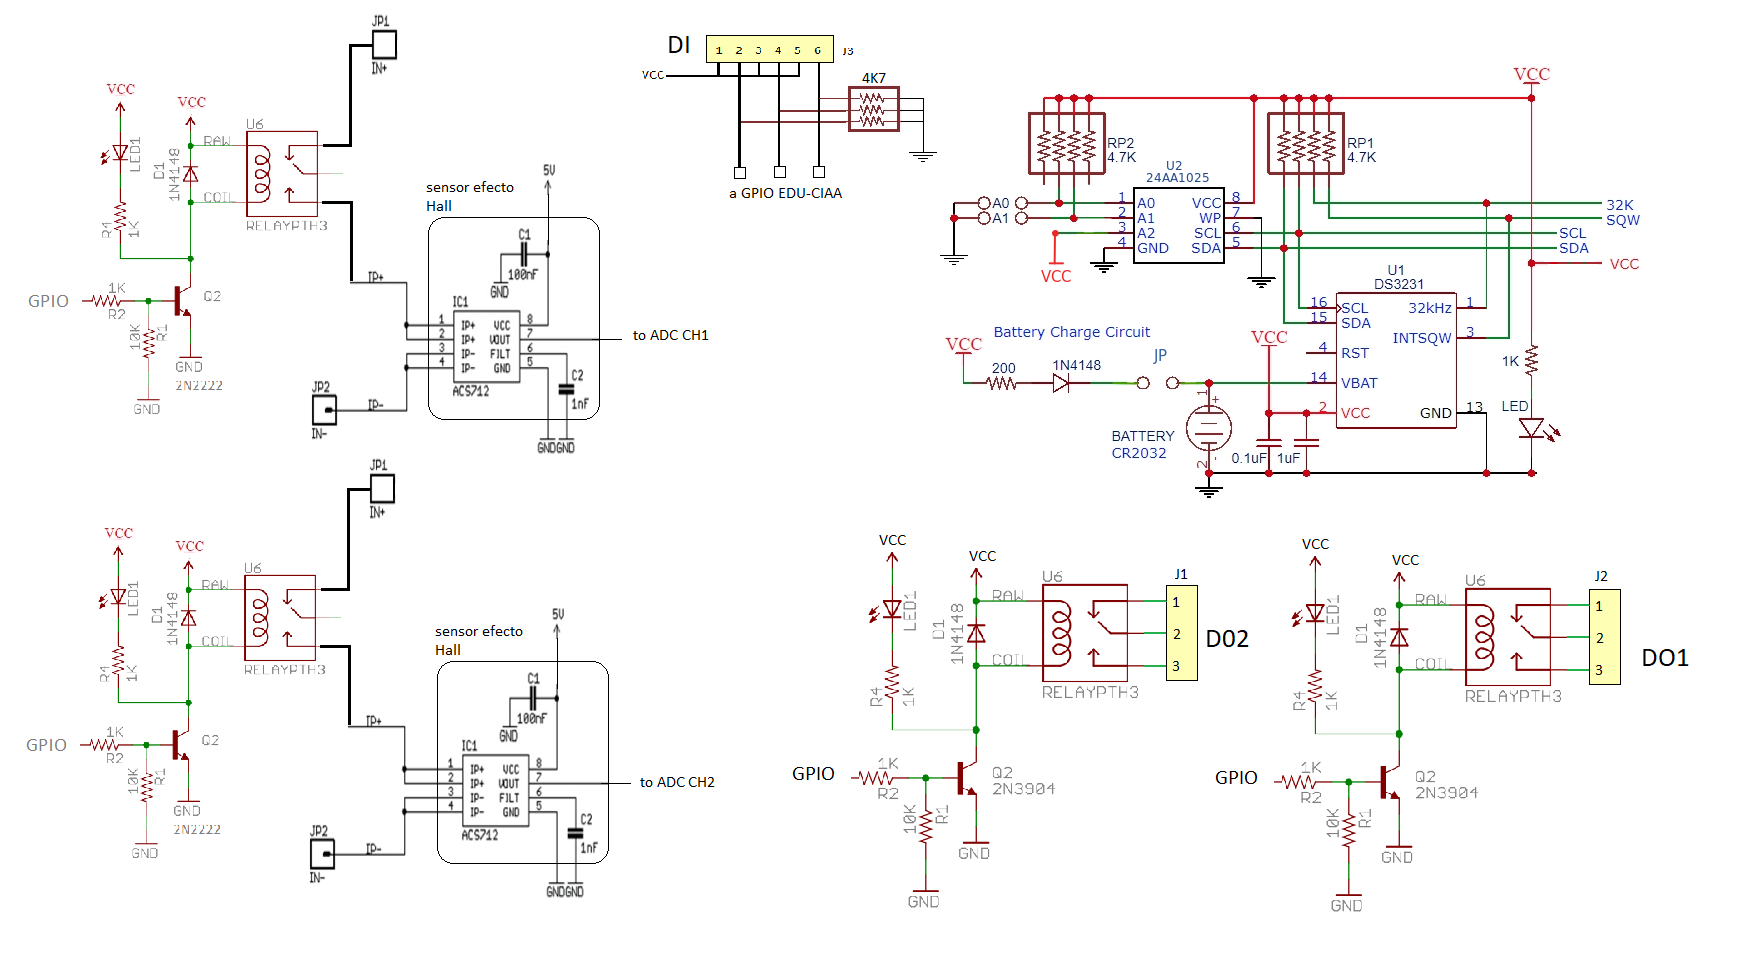 JP1
IN+
VCC
VCC
LED1
R4
1K
D1
1N4148
RAW
COIL
U6
RELAYPTH3
GPIO
1K
R2
10K
R1
Q2
GND
2N2222
GND
IP+
JP2
IN-
IP-
sensor efecto
Hall
5V
C1
100nF
GND
IC1
1 IP+ VCC 8
2 IP+ VOUT 7
3 IP- FILT 6
4 IP- GND 5
ACS712
C2
1nF
GND GND
to ADC CH1
DI
1 2 3 4 5 6
J3
VCC
4K7
a GPIO EDU-CIAA
VCC
RP2
4.7K
RP1
4.7K
U2
24AA1025
A0
A1
1 A0 VCC 8
2 A1 WP 7
3 A2 SCL 6
4 GND SDA 5
VCC
32K
SQW
SCL
SDA
VCC
U1
DS3231
16 SCL 32kHz 1
15 SDA
INTSQW 3
4 RST
14 VBAT
2 VCC GND 13
Battery Charge Circuit
VCC
200
1N4148
JP
VCC
1
+
BATTERY
CR2032
2
-
0.1uF
1uF
1K
LED
JP1
IN+
VCC
VCC
LED1
R4
1K
D1
1N4148
RAW
COIL
U6
RELAYPTH3
GPIO
1K
R2
10K
R1
Q2
GND
2N2222
GND
IP+
JP2
IN-
IP-
sensor efecto
Hall
5V
C1
100nF
GND
IC1
1 IP+ VCC 8
2 IP+ VOUT 7
3 IP- FILT 6
4 IP- GND 5
ACS712
C2
1nF
GND GND
to ADC CH2
VCC
VCC
LED1
R4
1K
D1
1N4148
RAW
COIL
U6
RELAYPTH3
J1
1
2
3
D02
GPIO
1K
R2
10K
R1
Q2
2N3904
GND
GND
VCC
VCC
LED1
R4
1K
D1
1N4148
RAW
COIL
U6
RELAYPTH3
J2
1
2
3
DO1
GPIO
1K
R2
10K
R1
Q2
2N3904
GND
GND